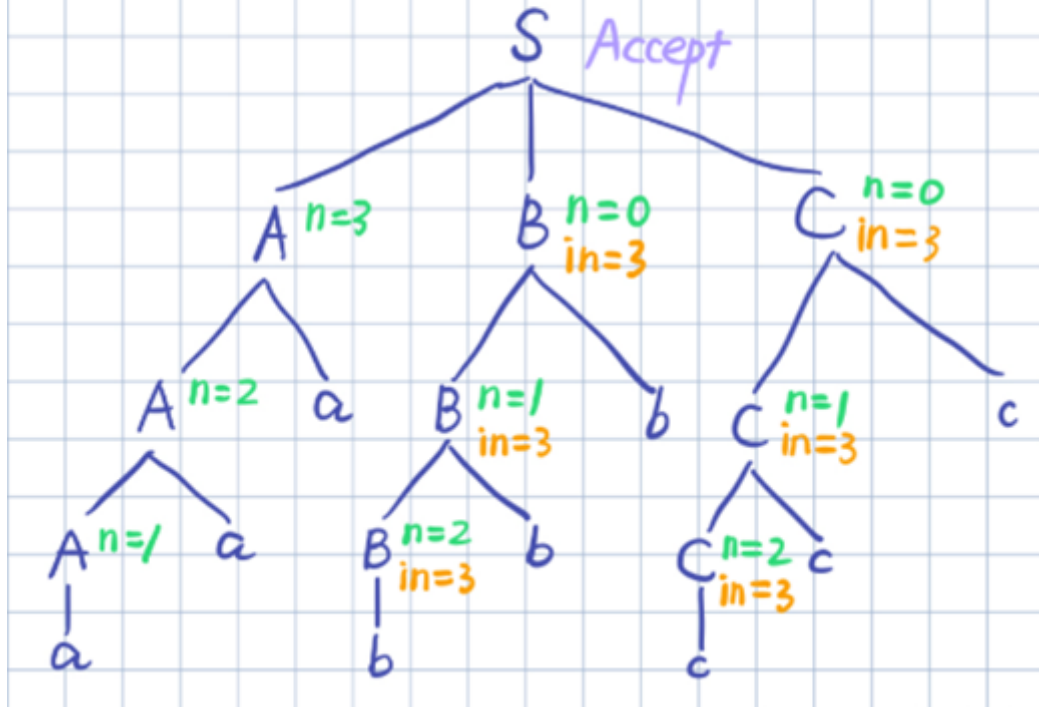 S Accept
A n=3 B n=0 C n=0
in=3 in=3
A n=2 a B n=1 b C n=1 c
in=3 in=3
A n=1 a B n=2 b C n=2 c
in=3 in=3
a b c